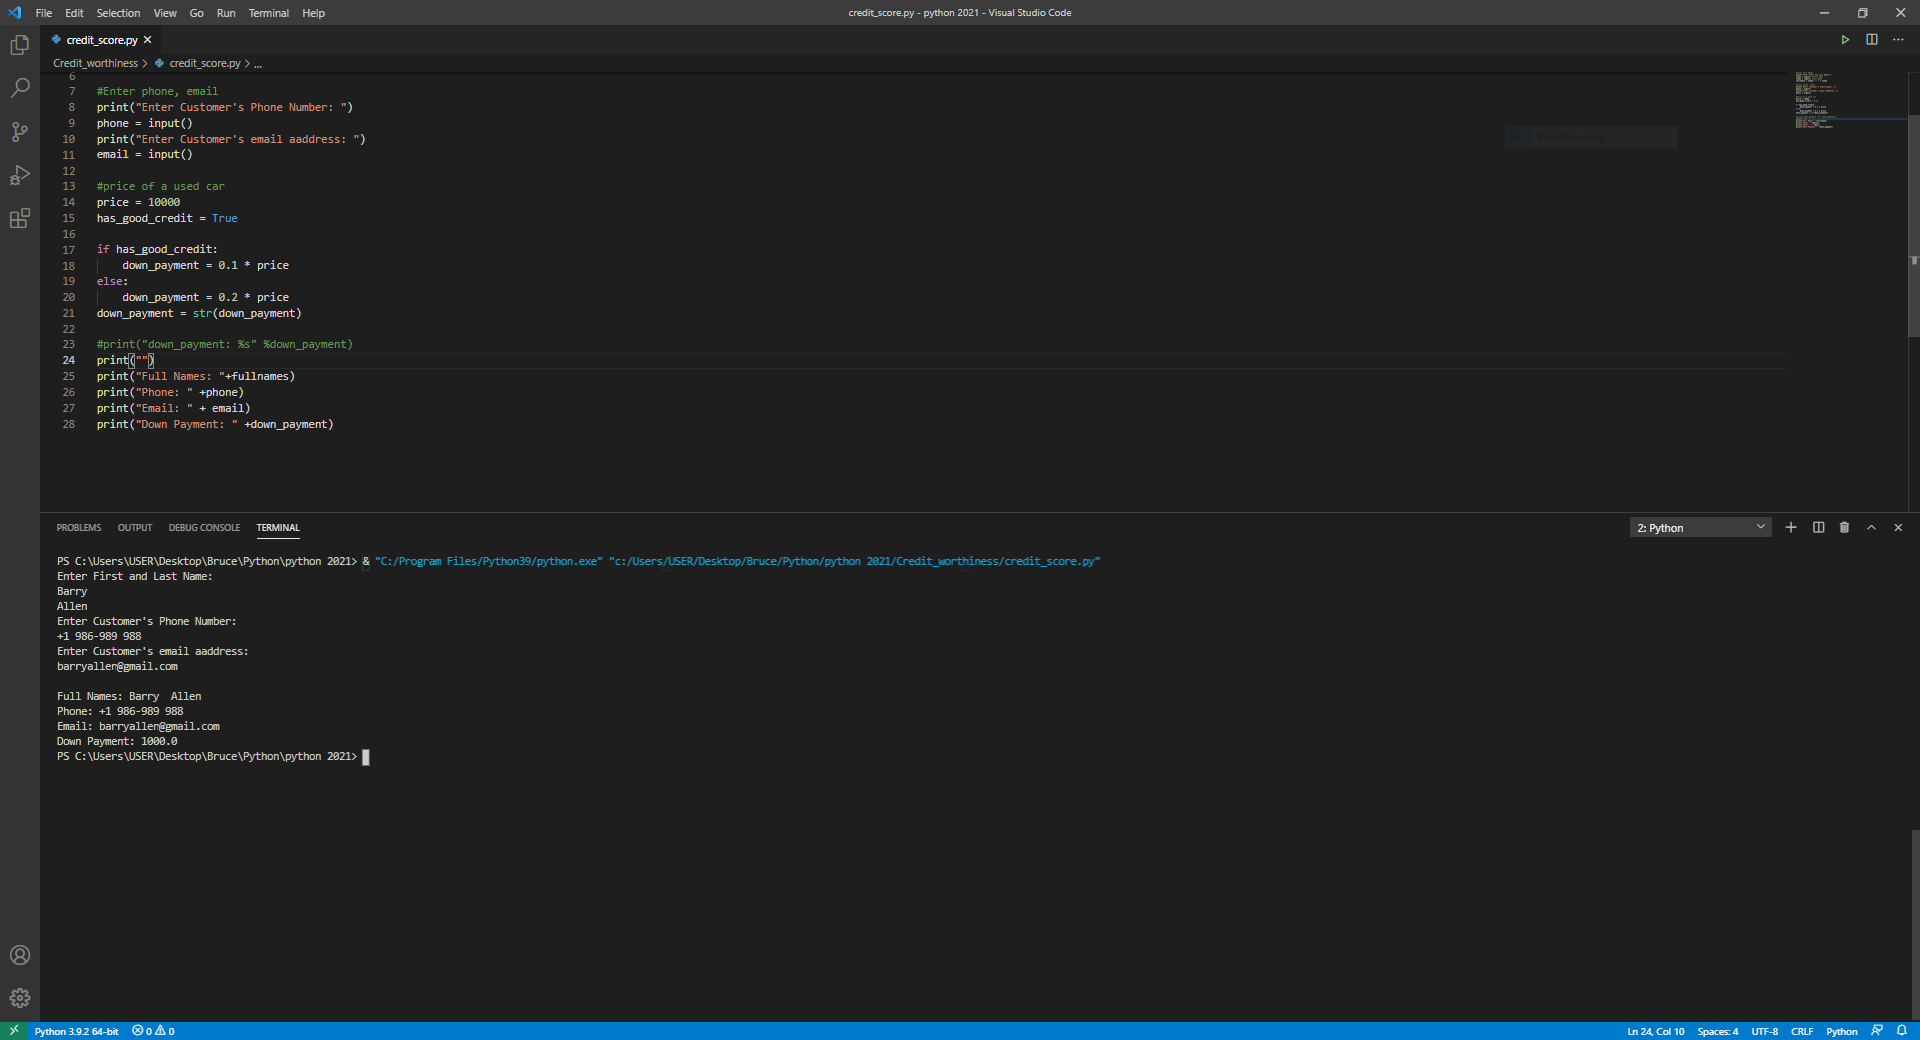 File Edit Selection View Go Run Terminal Help
credit_score.py - python 2021 - Visual Studio Code
credit_score.py
Credit_worthiness > credit_score.py > ...
6
7 #Enter phone, email
8 print("Enter Customer's Phone Number: ")
9 phone = input()
10 print("Enter Customer's email aaddress: ")
11 email = input()
12
13 #price of a used car
14 price = 10000
15 has_good_credit = True
16
17 if has_good_credit:
18     down_payment = 0.1 * price
19 else:
20     down_payment = 0.2 * price
21 down_payment = str(down_payment)
22
23 #print("down_payment: %s" %down_payment)
24 print("")
25 print("Full Names: "+fullnames)
26 print("Phone: " +phone)
27 print("Email: " + email)
28 print("Down Payment: " +down_payment)
PROBLEMS OUTPUT DEBUG CONSOLE TERMINAL
2: Python
PS C:\Users\USER\Desktop\Bruce\Python\python 2021> & "C:/Program Files/Python39/python.exe" "c:/Users/USER/Desktop/Bruce/Python/python 2021/Credit_worthiness/credit_score.py"
Enter First and Last Name:
Barry
Allen
Enter Customer's Phone Number:
+1 986-989 988
Enter Customer's email aaddress:
barryallen@gmail.com
Full Names: Barry  Allen
Phone: +1 986-989 988
Email: barryallen@gmail.com
Down Payment: 1000.0
PS C:\Users\USER\Desktop\Bruce\Python\python 2021>
Python 3.9.2 64-bit 0 0
Ln 24, Col 10 Spaces: 4 UTF-8 CRLF Python